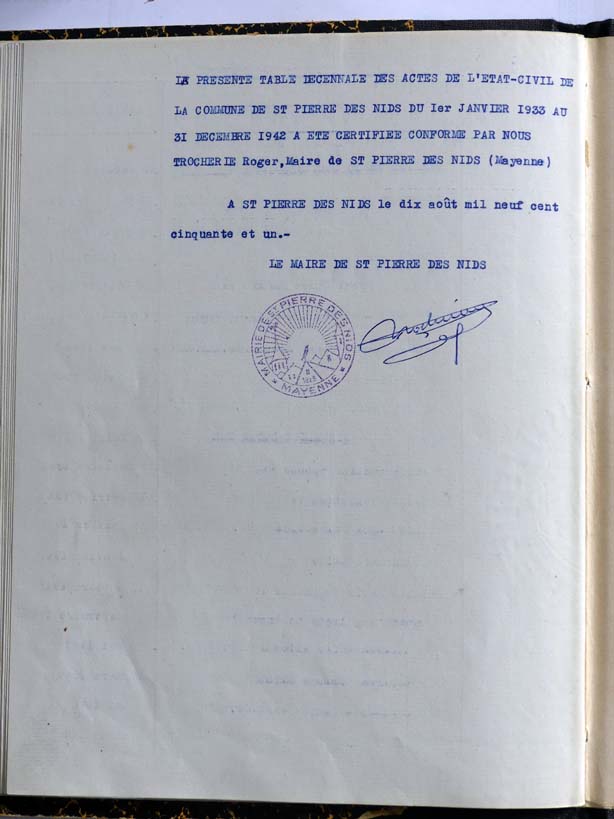 LA PRESENTE TABLE DECENNALE DES ACTES DE L'ETAT-CIVIL DE
LA COMMUNE DE ST PIERRE DES NIDS DU 1er JANVIER 1933 AU
31 DECEMBRE 1942 A ETE CERTIFIEE CONFORME PAR NOUS
TROCHERIE Roger,Maire de ST PIERRE DES NIDS (Mayenne)
A ST PIERRE DES NIDS le dix août mil neuf cent
cinquante et un.-
LE MAIRE DE ST PIERRE DES NIDS
MAIRIE DE ST PIERRE DES NIDS
* MAYENNE *